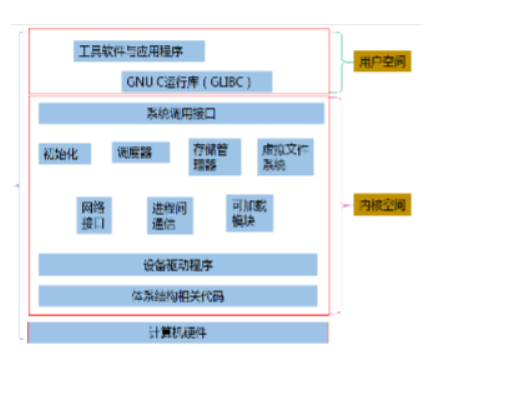 工具软件与应用程序
用户空间
GNU C运行库（GLIBC）
系统调用接口
初始化
调度器
存储管
理器
虚拟文件
系统
网络
接口
进程间
通信
可加载
模块
内核空间
设备驱动程序
体系结构相关代码
计算机硬件